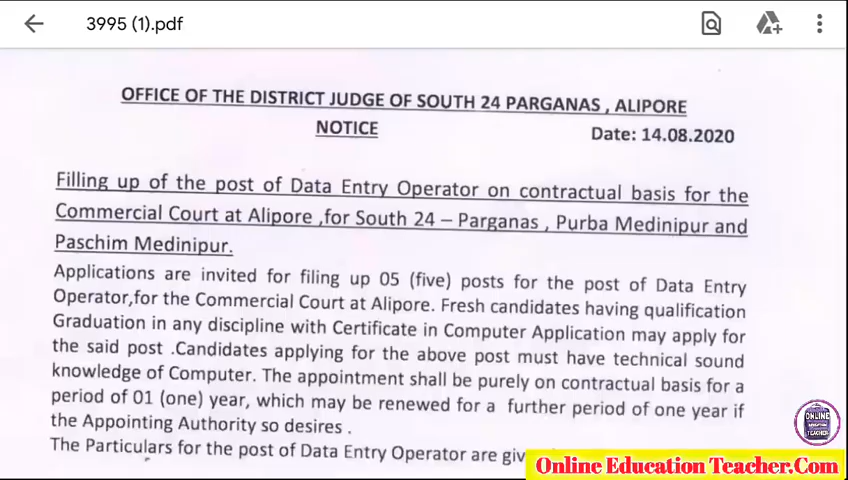 3995 (1).pdf
OFFICE OF THE DISTRICT JUDGE OF SOUTH 24 PARGANAS , ALIPORE
NOTICE Date: 14.08.2020
Filling up of the post of Data Entry Operator on contractual basis for the
Commercial Court at Alipore ,for South 24 – Parganas , Purba Medinipur and
Paschim Medinipur.
Applications are invited for filing up 05 (five) posts for the post of Data Entry
Operator,for the Commercial Court at Alipore. Fresh candidates having qualification
Graduation in any discipline with Certificate in Computer Application may apply for
the said post .Candidates applying for the above post must have technical sound
knowledge of Computer. The appointment shall be purely on contractual basis for a
period of 01 (one) year, which may be renewed for a further period of one year if
the Appointing Authority so desires .
The Particulars for the post of Data Entry Operator are
ONLINE
EDUCATION
TEACHER
Online Education Teacher.Com